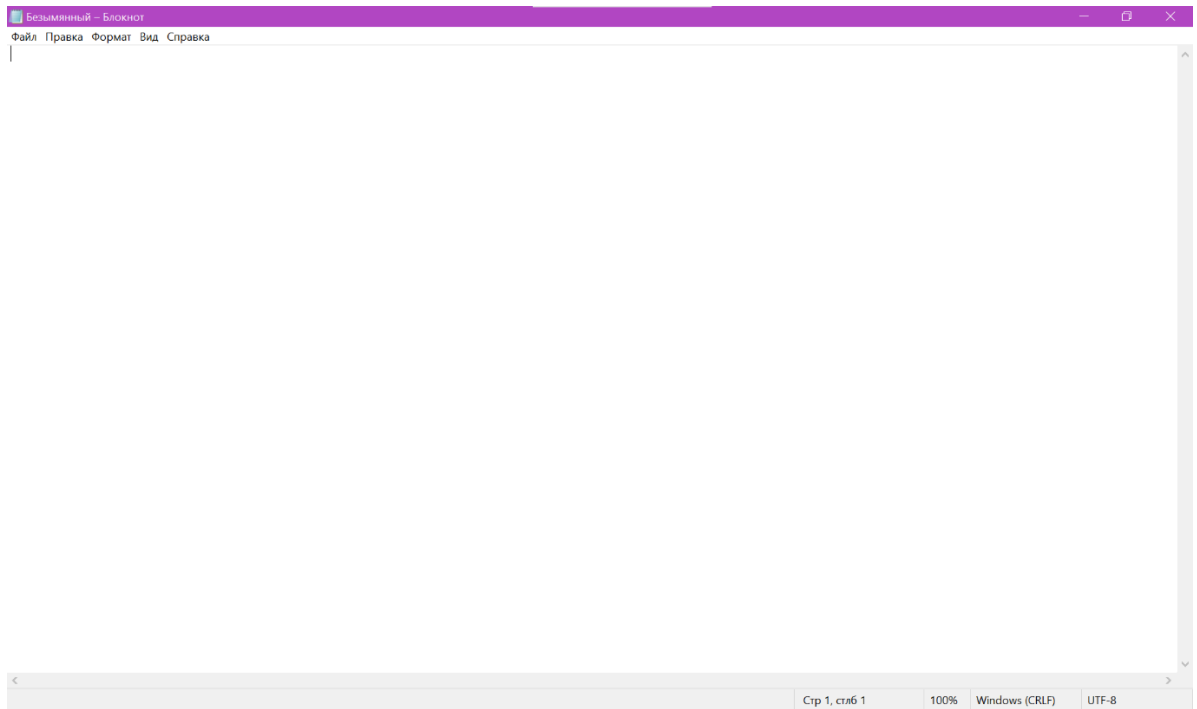 Безымянный – Блокнот
Файл Правка Формат Вид Справка
Стр 1, стлб 1 100% Windows (CRLF) UTF-8